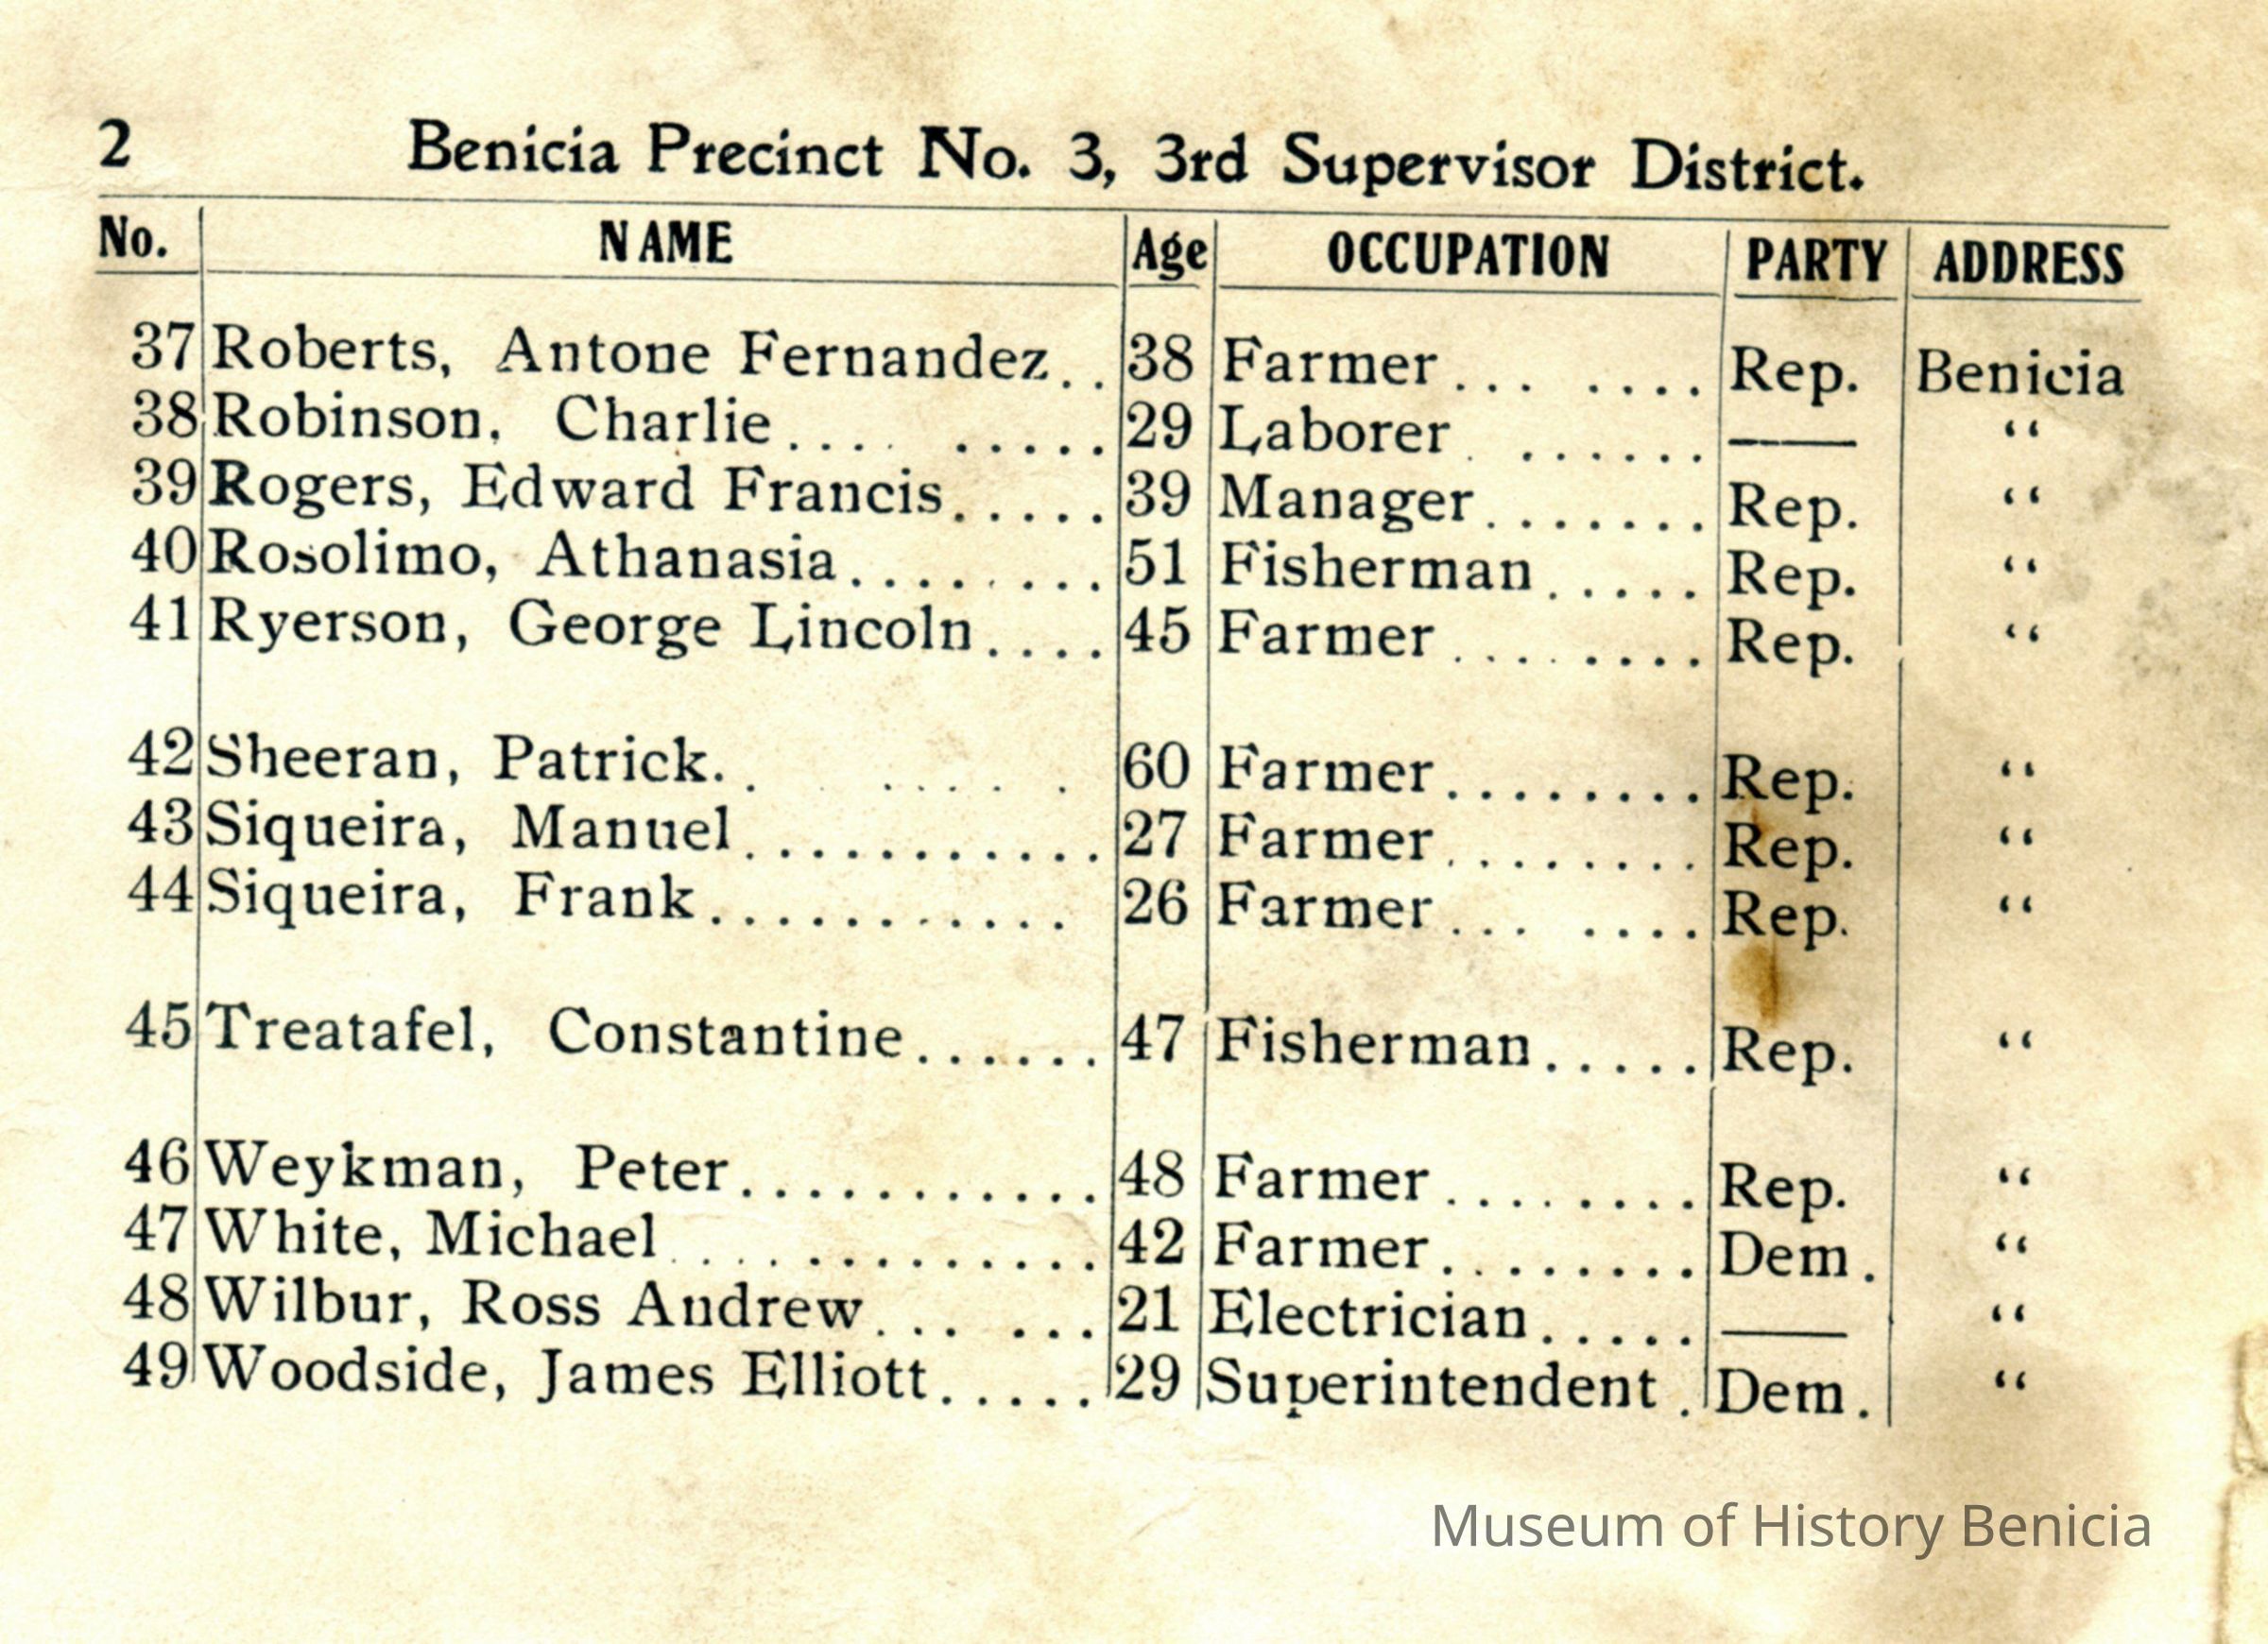 2 Benicia Precinct No. 3, 3rd Supervisor District.
No. NAME Age OCCUPATION PARTY ADDRESS
37 Roberts, Antone Fernandez.. 38 Farmer... .... Rep. Benicia
38 Robinson, Charlie.... ..... 29 Laborer. ...... —— “
39 Rogers, Edward Francis..... 39 Manager....... Rep. “
40 Rosolimo, Athanasia........ 51 Fisherman..... Rep. “
41 Ryerson, George Lincoln.... 45 Farmer........ Rep. “
42 Sheeran, Patrick.. .... . 60 Farmer........ Rep. “
43 Siqueira, Manuel........... 27 Farmer........ Rep. “
44 Siqueira, Frank........... 26 Farmer... .... Rep. “
45 Treatafel, Constantine...... 47 Fisherman..... Rep. “
46 Weykman, Peter........... 48 Farmer........ Rep. “
47 White, Michael............. 42 Farmer........ Dem. “
48 Wilbur, Ross Andrew... ... 21 Electrician..... —— “
49 Woodside, James Elliott..... 29 Superintendent . Dem. “
Museum of History Benicia